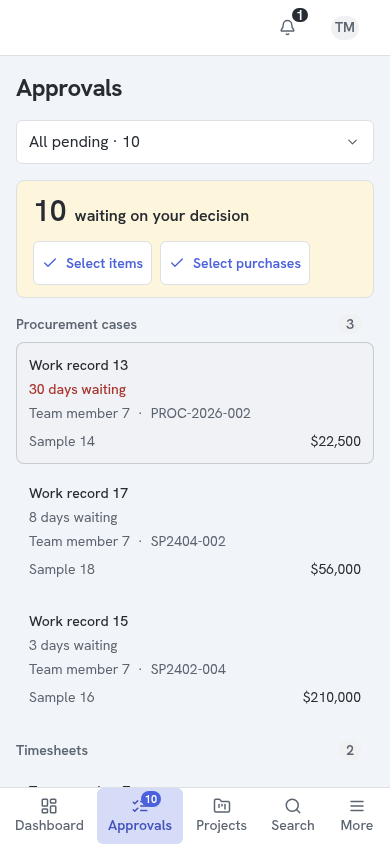 1
TM
Approvals
All pending · 10
10 waiting on your decision
Select items
Select purchases
Procurement cases 3
Work record 13
30 days waiting
Team member 7 · PROC-2026-002
Sample 14 $22,500
Work record 17
8 days waiting
Team member 7 · SP2404-002
Sample 18 $56,000
Work record 15
3 days waiting
Team member 7 · SP2402-004
Sample 16 $210,000
Timesheets 2
10
Dashboard Approvals Projects Search More